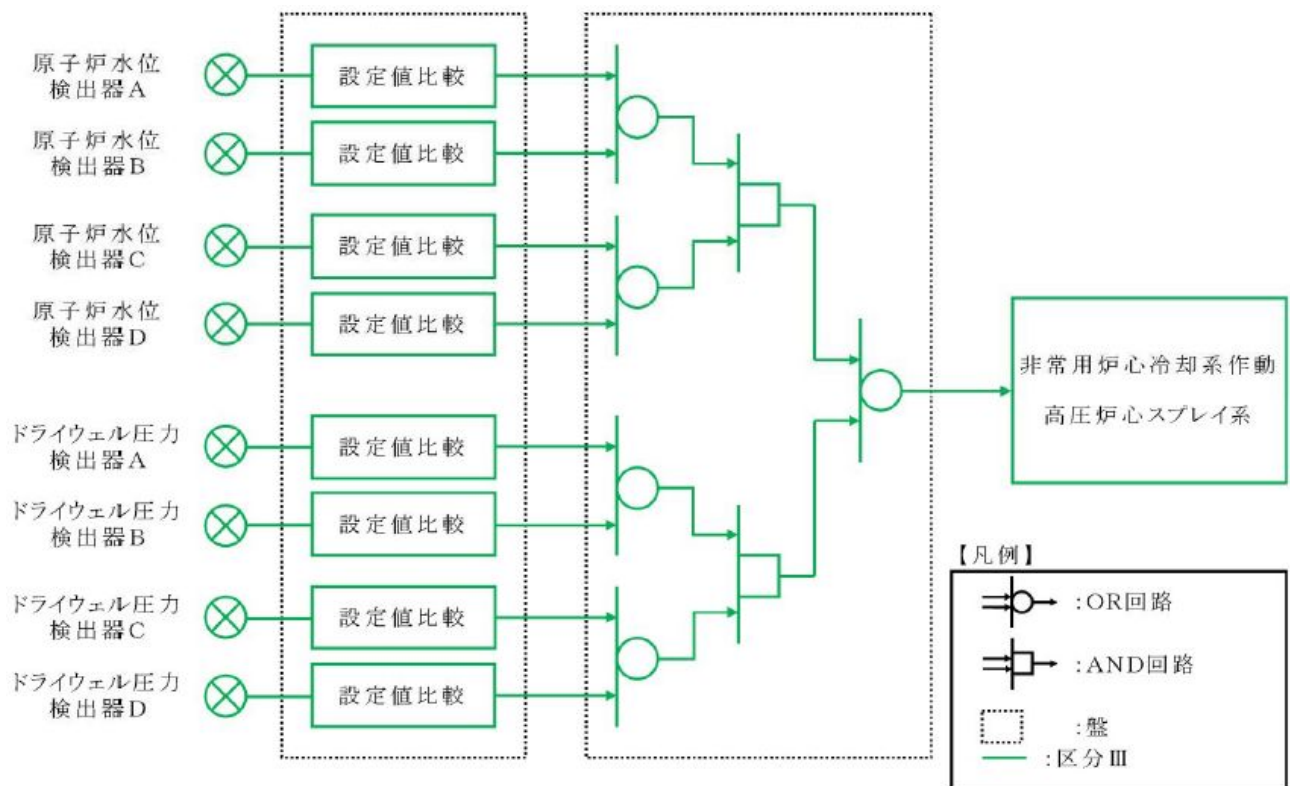 原子炉水位
検出器A
設定値比較
原子炉水位
検出器B
設定値比較
原子炉水位
検出器C
設定値比較
原子炉水位
検出器D
設定値比較
ドライウェル圧力
検出器A
設定値比較
ドライウェル圧力
検出器B
設定値比較
ドライウェル圧力
検出器C
設定値比較
ドライウェル圧力
検出器D
設定値比較
非常用炉心冷却系作動
高圧炉心スプレイ系
【凡例】
:OR回路
:AND回路
:盤
:区分Ⅲ